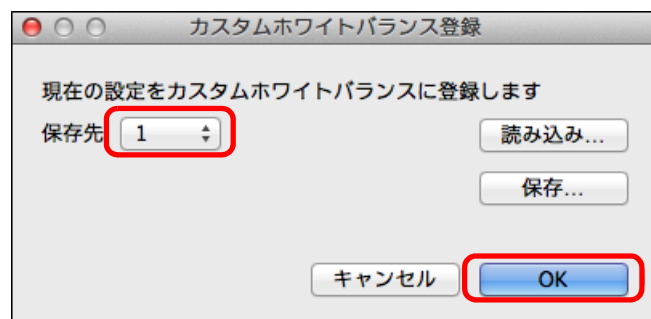 カスタムホワイトバランス登録
現在の設定をカスタムホワイトバランスに登録します
保存先 1 読み込み...
保存...
キャンセル OK